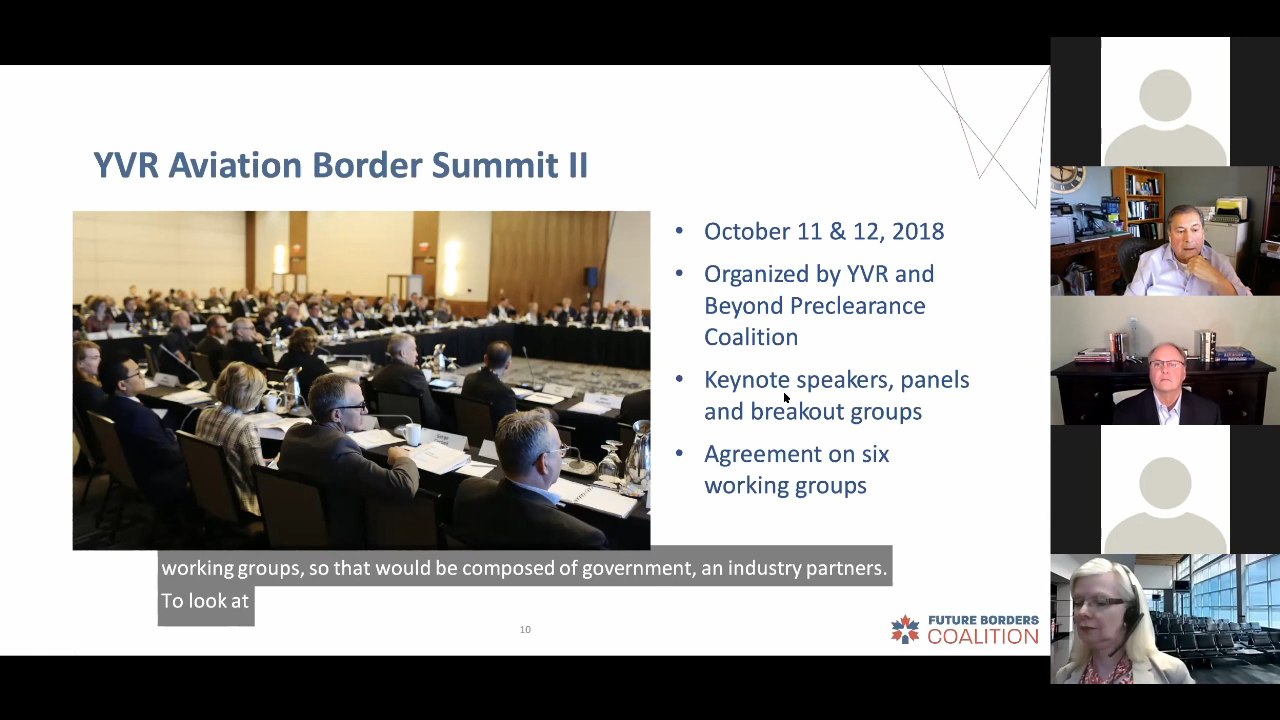 YVR Aviation Border Summit II
• October 11 & 12, 2018
• Organized by YVR and
Beyond Preclearance
Coalition
• Keynote speakers, panels
and breakout groups
• Agreement on six
working groups
working groups, so that would be composed of government, an industry partners.
To look at
10
FUTURE BORDERS
COALITION